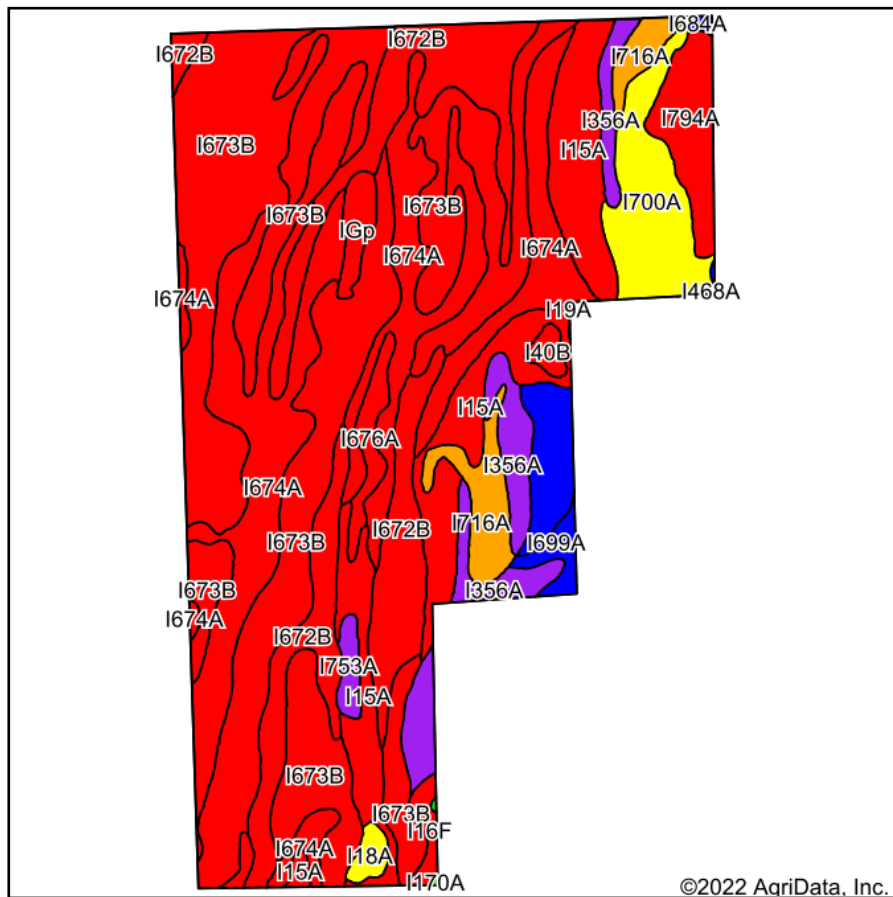 I684A
I672B
I672B
I716A
I356A
I794A
I673B
I15A
I673B
I673B
I700A
IGp
I674A
I674A
I674A
I468A
I19A
I40B
I15A
I676A
I356A
I674A
I716A
I672B
I673B
I699A
I673B
I356A
I674A
I672B
I753A
I15A
I673B
I673B
I16F
I674A
I18A
I15A
I170A
©2022 AgriData, Inc.